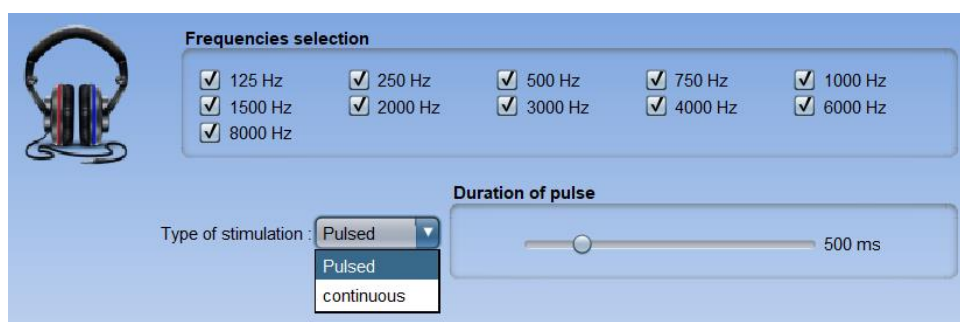 Frequencies selection
125 Hz 250 Hz 500 Hz 750 Hz 1000 Hz
1500 Hz 2000 Hz 3000 Hz 4000 Hz 6000 Hz
8000 Hz
Duration of pulse
Type of stimulation : Pulsed 500 ms
Pulsed
continuous